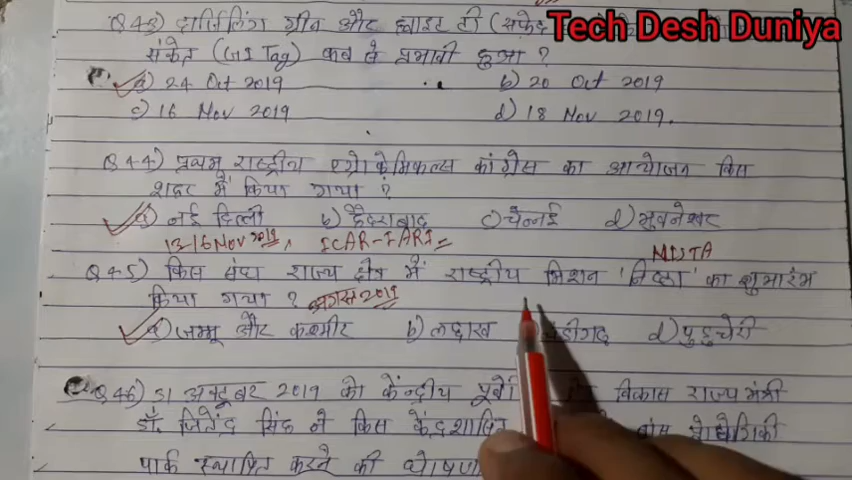 Tech Desh Duniya
Q43) दार्जिलिंग ग्रीन और व्हाइट टी (सफेद
संकेत (GI Tag) कब से प्रभावी हुआ ?
a) 24 Oct 2019 b) 20 Oct 2019
c) 16 Nov 2019 d) 18 Nov 2019.
Q44) प्रथम राष्ट्रीय एग्रो केमिकल्स कांग्रेस का आयोजन किस
शहर में किया गया ?
a) नई दिल्ली b) हैदराबाद c) चेन्नई d) भुवनेश्वर
13-16 Nov 2019, ICAR-IARI
Q45) किस संघ राज्य क्षेत्र में राष्ट्रीय मिशन 'निष्ठा' का शुभारंभ
किया गया ? अगस्त 2019
a) जम्मू और कश्मीर b) लद्दाख चंडीगढ़ d) पुडुचेरी
Q46) 31 अक्टूबर 2019 को केंन्द्रीय पूर्वो विकास राज्य मंत्री
डॉ. जितेंद्र सिंह ने किस केंद्रशासित बांस प्रोद्योगिकी
पार्क स्थापित करने की घोषणा